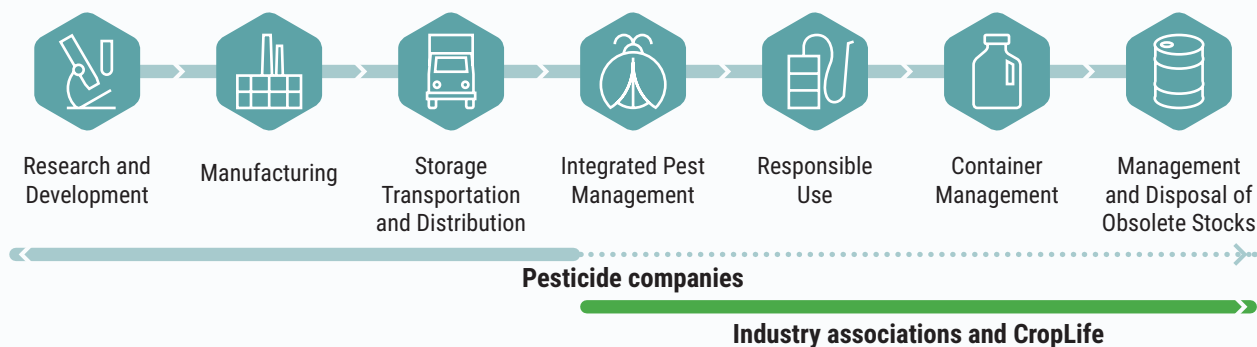 Research and
Development
Manufacturing
Storage
Transportation
and Distribution
Integrated Pest
Management
Responsible
Use
Container
Management
Management
and Disposal of
Obsolete Stocks
Pesticide companies
Industry associations and CropLife